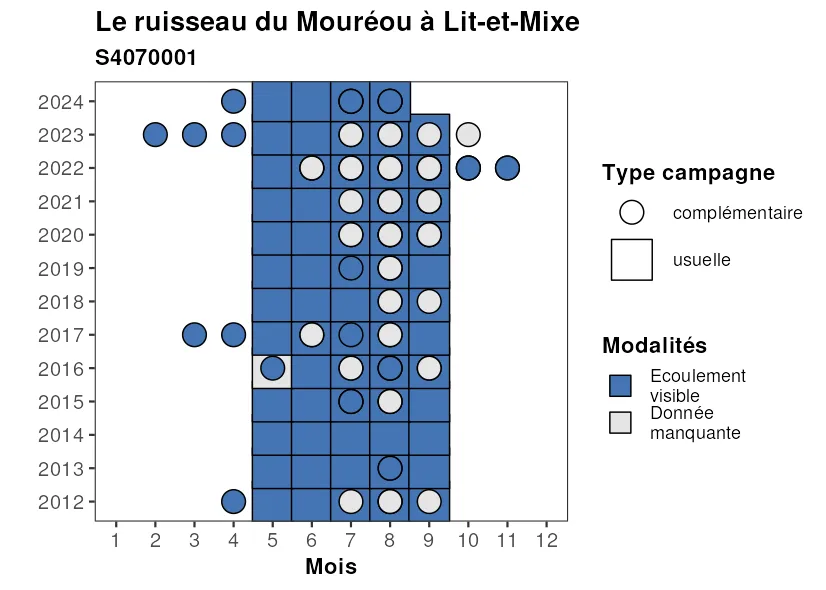 Le ruisseau du Mouréou à Lit-et-Mixe
S4070001
2024
2023
2022
2021
2020
2019
2018
2017
2016
2015
2014
2013
2012
1 2 3 4 5 6 7 8 9 10 11 12
Mois
Type campagne
complémentaire
usuelle
Modalités
Ecoulement
visible
Donnée
manquante